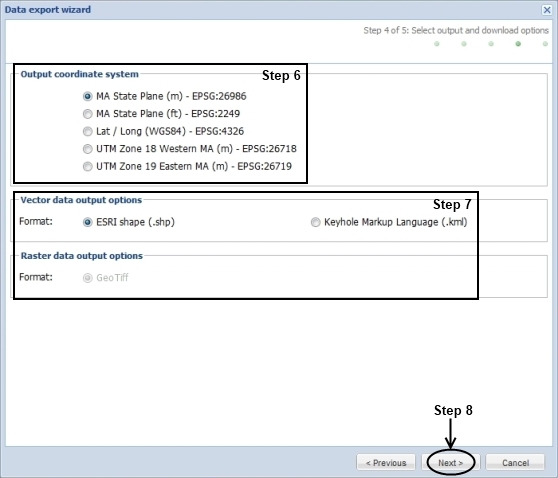 Data export wizard
Step 4 of 5: Select output and download options
Output coordinate system
Step 6
MA State Plane (m) - EPSG:26986
MA State Plane (ft) - EPSG:2249
Lat / Long (WGS84) - EPSG:4326
UTM Zone 18 Western MA (m) - EPSG:26718
UTM Zone 19 Eastern MA (m) - EPSG:26719
Vector data output options
Step 7
Format: ESRI shape (.shp) Keyhole Markup Language (.kml)
Raster data output options
Format: GeoTiff
Step 8
< Previous Next > Cancel